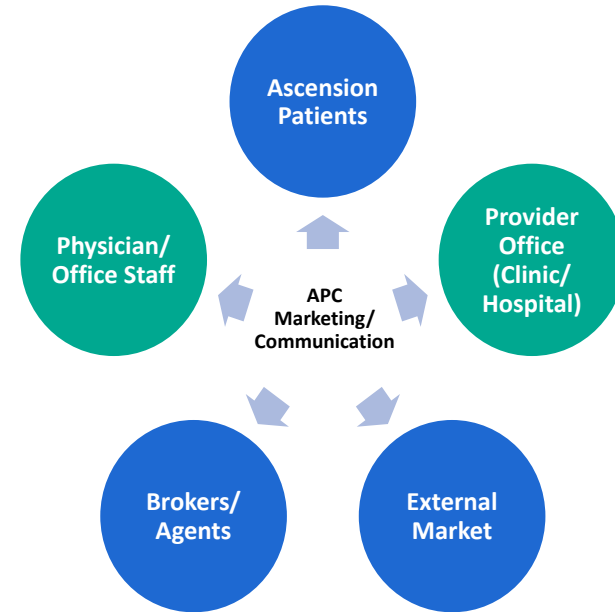 Ascension
Patients
Physician/
Office Staff
Provider
Office
(Clinic/
Hospital)
APC
Marketing/
Communication
Brokers/
Agents
External
Market